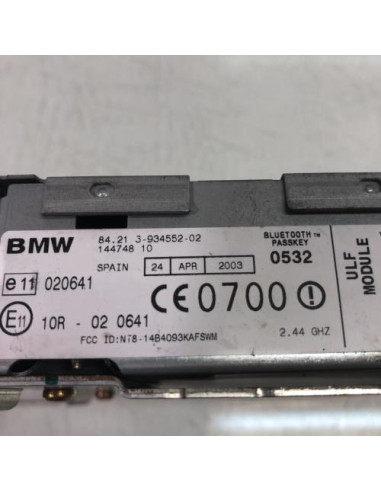 BMW 84.21 3-934552-02
144748 10
BLUETOOTH™
PASSKEY
0532
SPAIN 24 APR 2003
e11 020641
CE0700!
E11 10R - 02 0641
2.44 GHZ
FCC ID:NT8-14B4093KAFSWM
ULF
MODULE